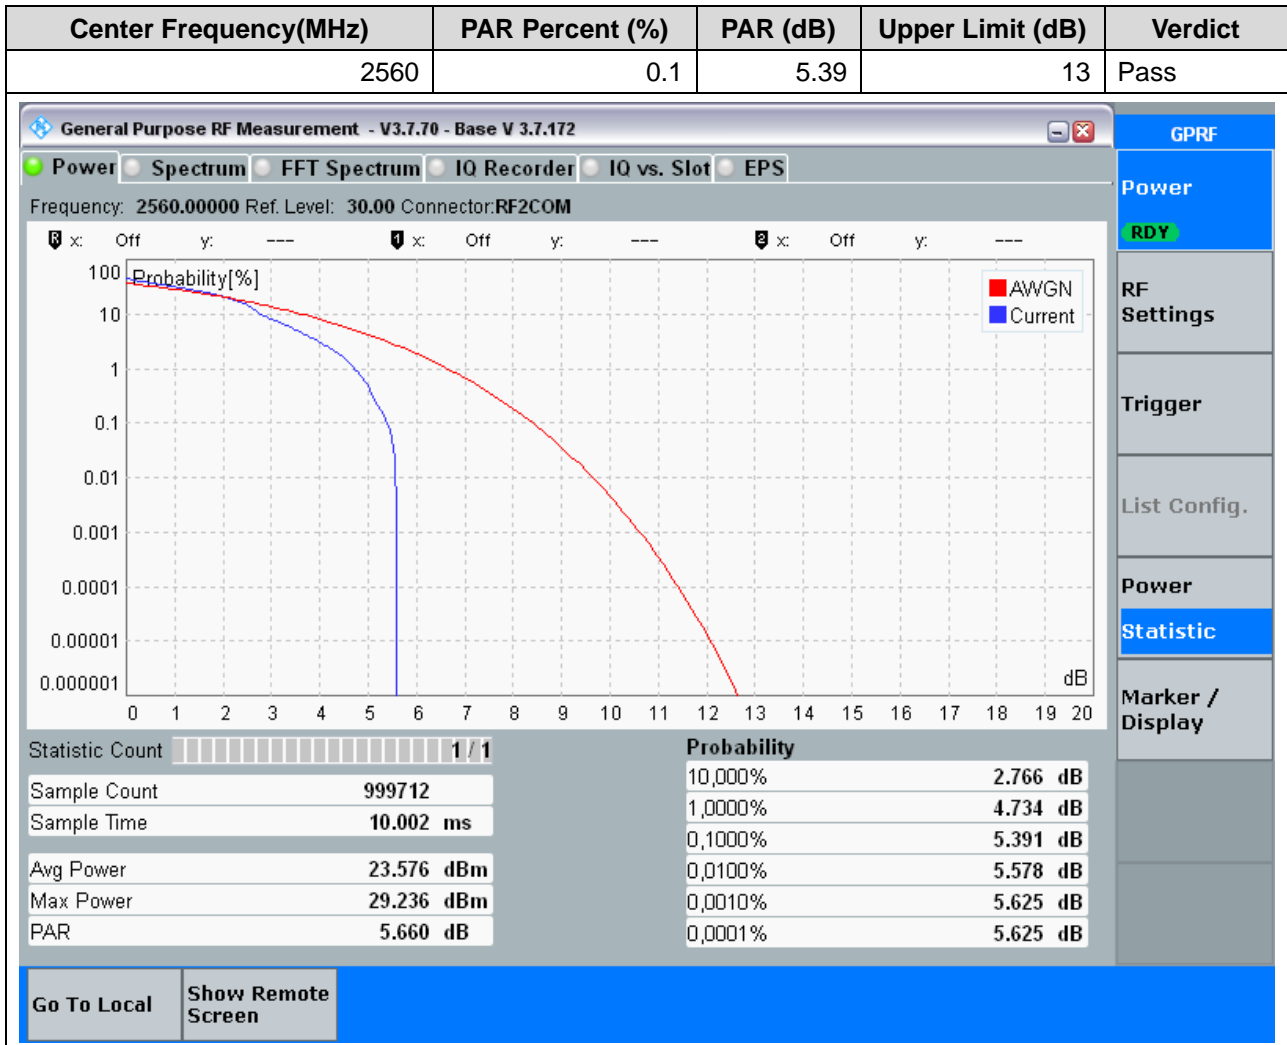 Center Frequency(MHz) PAR Percent (%) PAR (dB) Upper Limit (dB) Verdict
2560 0.1 5.39 13 Pass
General Purpose RF Measurement - V3.7.70 - Base V 3.7.172
GPRF
Power Spectrum FFT Spectrum IQ Recorder IQ vs. Slot EPS
Frequency: 2560.00000 Ref. Level: 30.00 Connector:RF2COM
R x: Off y: --- 1 x: Off y: --- 2 x: Off y: ---
Probability[%]
100
10
1
0.1
0.01
0.001
0.0001
0.00001
0.000001
AWGN
Current
dB
0 1 2 3 4 5 6 7 8 9 10 11 12 13 14 15 16 17 18 19 20
Statistic Count 1 / 1
Sample Count 999712
Sample Time 10.002 ms
Avg Power 23.576 dBm
Max Power 29.236 dBm
PAR 5.660 dB
Probability
10,000% 2.766 dB
1,0000% 4.734 dB
0,1000% 5.391 dB
0,0100% 5.578 dB
0,0010% 5.625 dB
0,0001% 5.625 dB
Power
RDY
RF
Settings
Trigger
List Config.
Power
Statistic
Marker /
Display
Go To Local
Show Remote
Screen